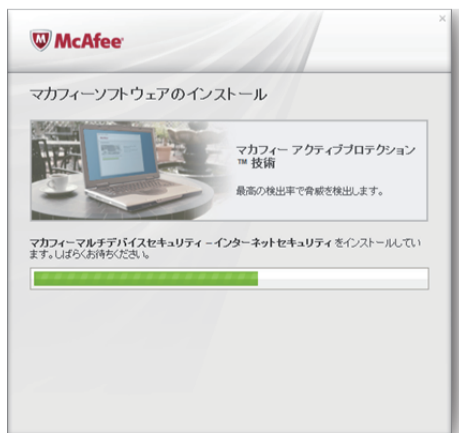 McAfee
マカフィーソフトウェアのインストール
マカフィー アクティブプロテクション
™ 技術
最高の検出率で脅威を検出します。
マカフィーマルチデバイスセキュリティ – インターネットセキュリティ をインストールしてい
ます。しばらくお待ちください。